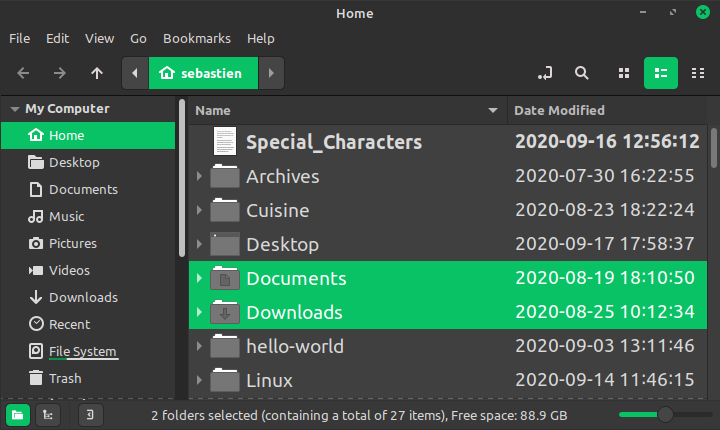 Home
File Edit View Go Bookmarks Help
sebastien
My Computer
Home
Desktop
Documents
Music
Pictures
Videos
Downloads
Recent
File System
Trash
Name Date Modified
Special_Characters 2020-09-16 12:56:12
Archives 2020-07-30 16:22:55
Cuisine 2020-08-23 18:22:24
Desktop 2020-09-17 17:58:37
Documents 2020-08-19 18:10:50
Downloads 2020-08-25 10:12:34
hello-world 2020-09-03 13:11:46
Linux 2020-09-14 11:46:15
2 folders selected (containing a total of 27 items), Free space: 88.9 GB